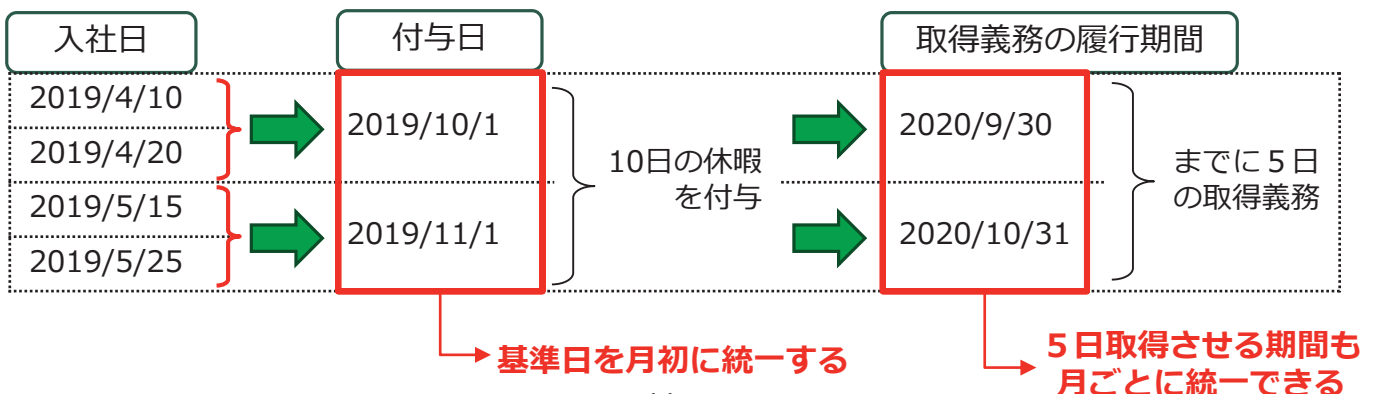 入社日
付与日
取得義務の履行期間
2019/4/10
2019/4/20
2019/5/15
2019/5/25
2019/10/1
2019/11/1
10日の休暇
を付与
2020/9/30
2020/10/31
までに５日
の取得義務
基準日を月初に統一する
５日取得させる期間も
月ごとに統一できる